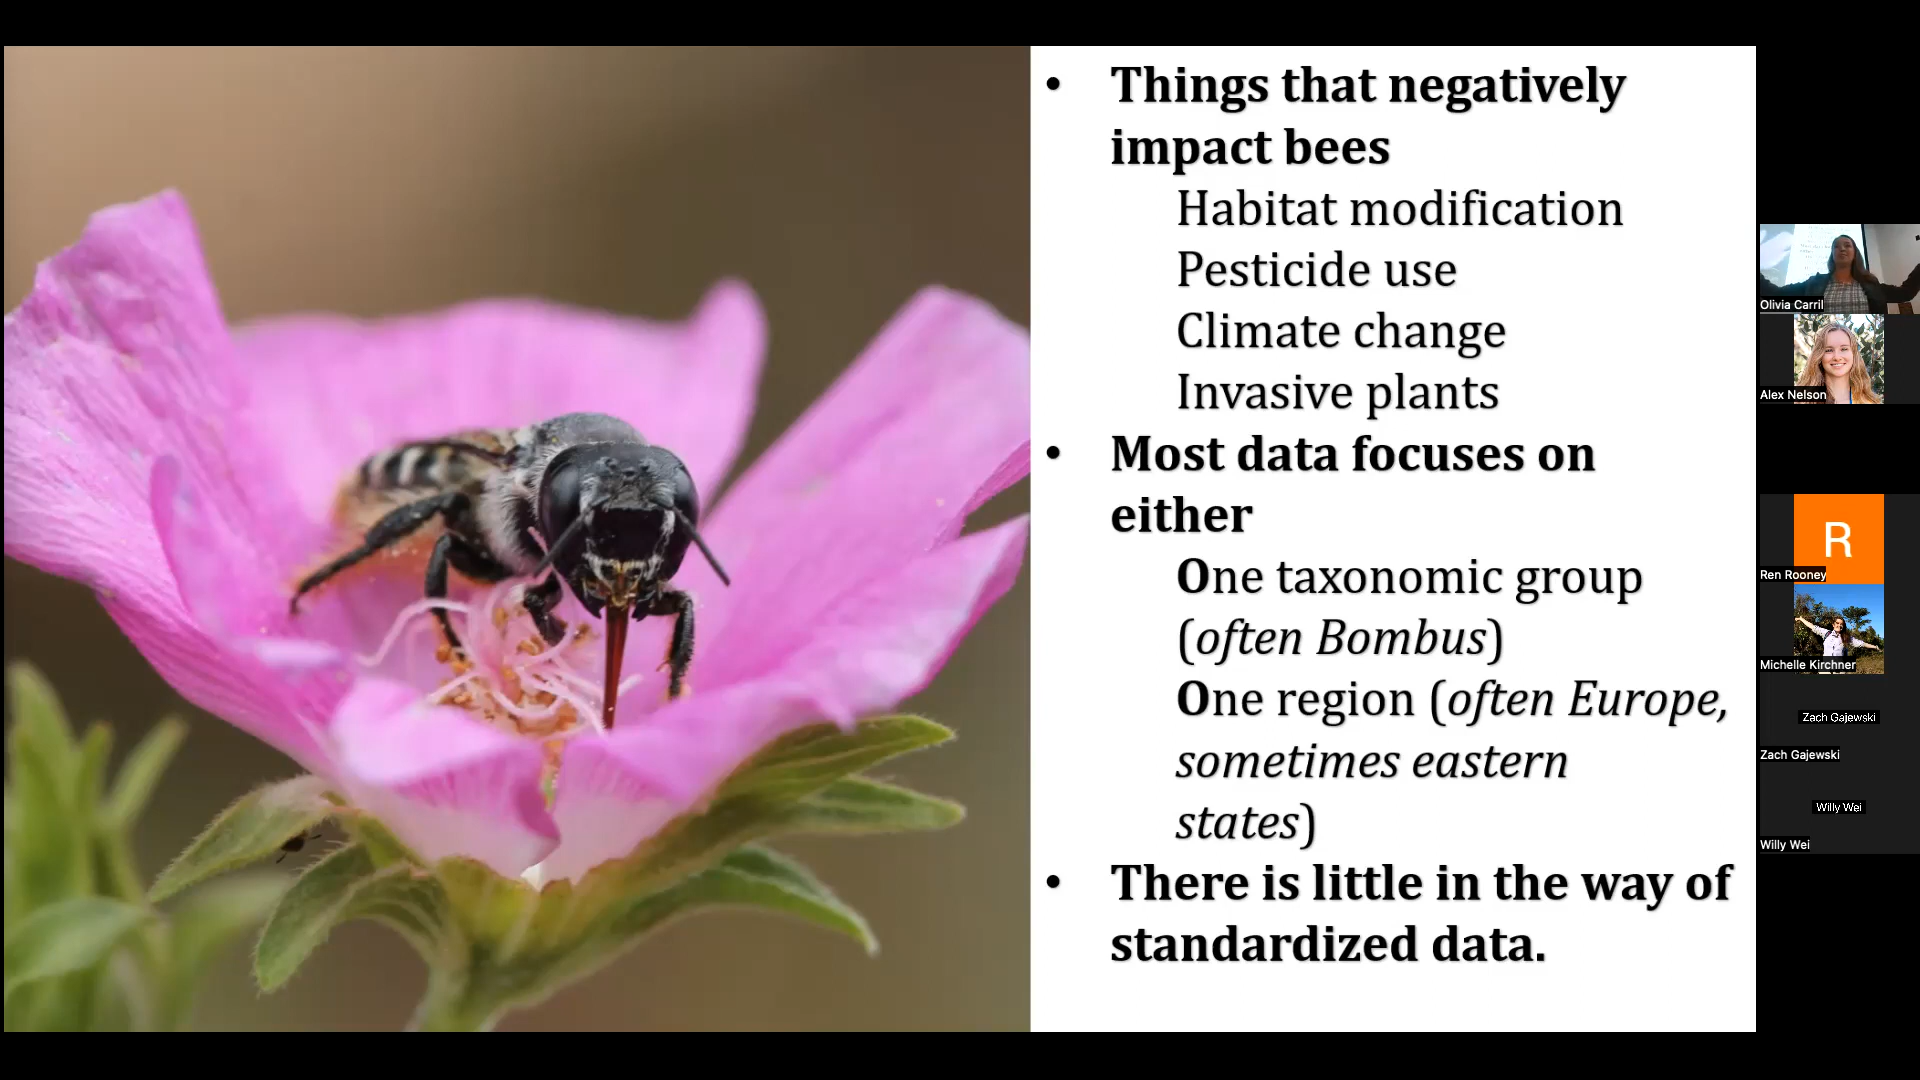 • Things that negatively
impact bees
Habitat modification
Pesticide use
Climate change
Invasive plants
• Most data focuses on
either
One taxonomic group
(often Bombus)
One region (often Europe,
sometimes eastern
states)
• There is little in the way of
standardized data.
Olivia Carril
Alex Nelson
R
Ren Rooney
Michelle Kirchner
Zach Gajewski
Zach Gajewski
Willy Wei
Willy Wei